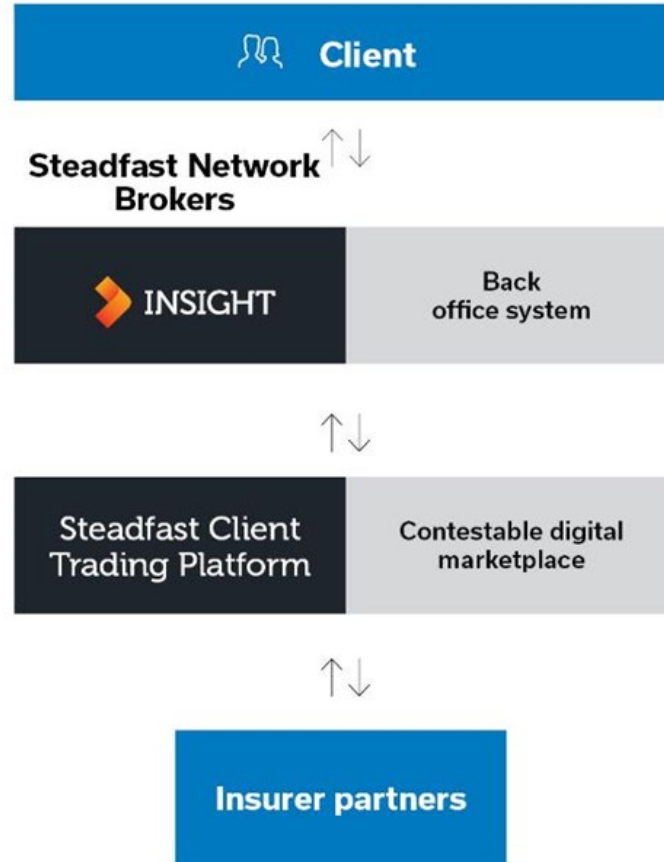 Client
Steadfast Network
Brokers
INSIGHT
Back
office system
Steadfast Client
Trading Platform
Contestable digital
marketplace
Insurer partners